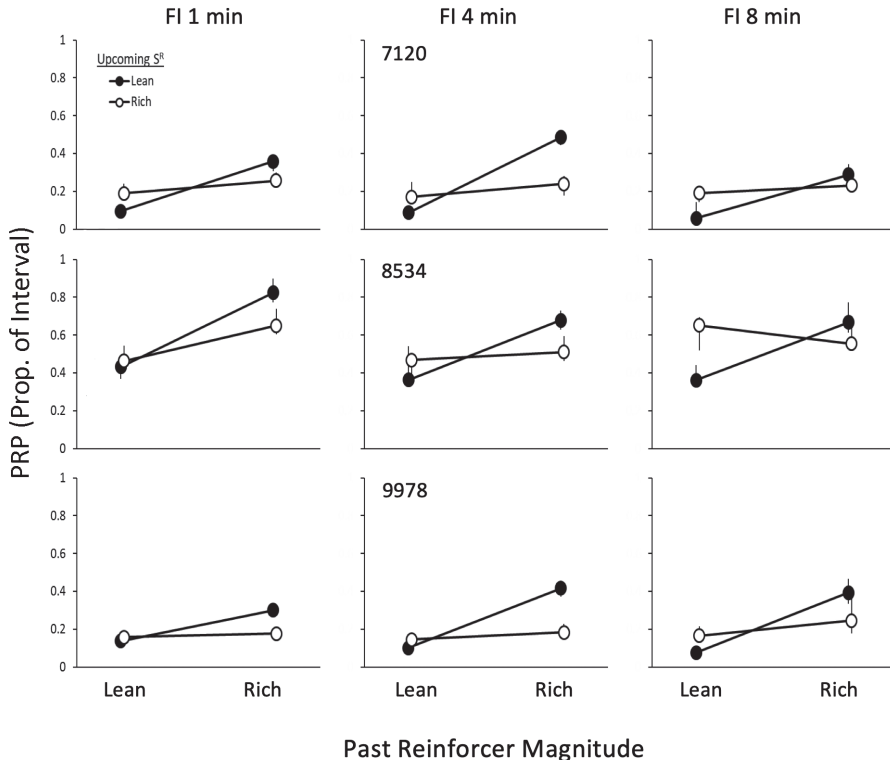 FI 1 min
FI 4 min
FI 8 min
1
0.8
0.6
0.4
0.2
0
Upcoming Sᴿ
Lean
Rich
7120
1
0.8
0.6
0.4
0.2
0
8534
1
0.8
0.6
0.4
0.2
0
9978
PRP (Prop. of Interval)
Lean
Rich
Lean
Rich
Lean
Rich
Past Reinforcer Magnitude